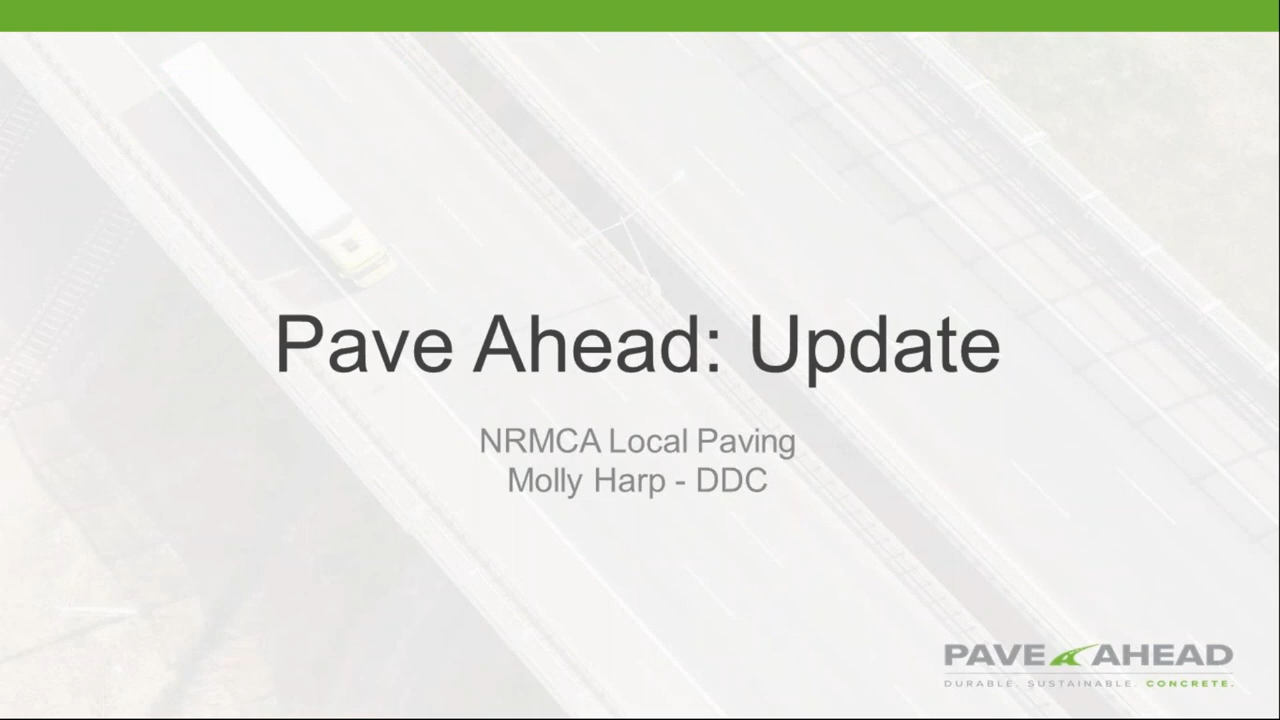 Pave Ahead: Update
NRMCA Local Paving
Molly Harp - DDC
PAVE AHEAD
DURABLE. SUSTAINABLE. CONCRETE.